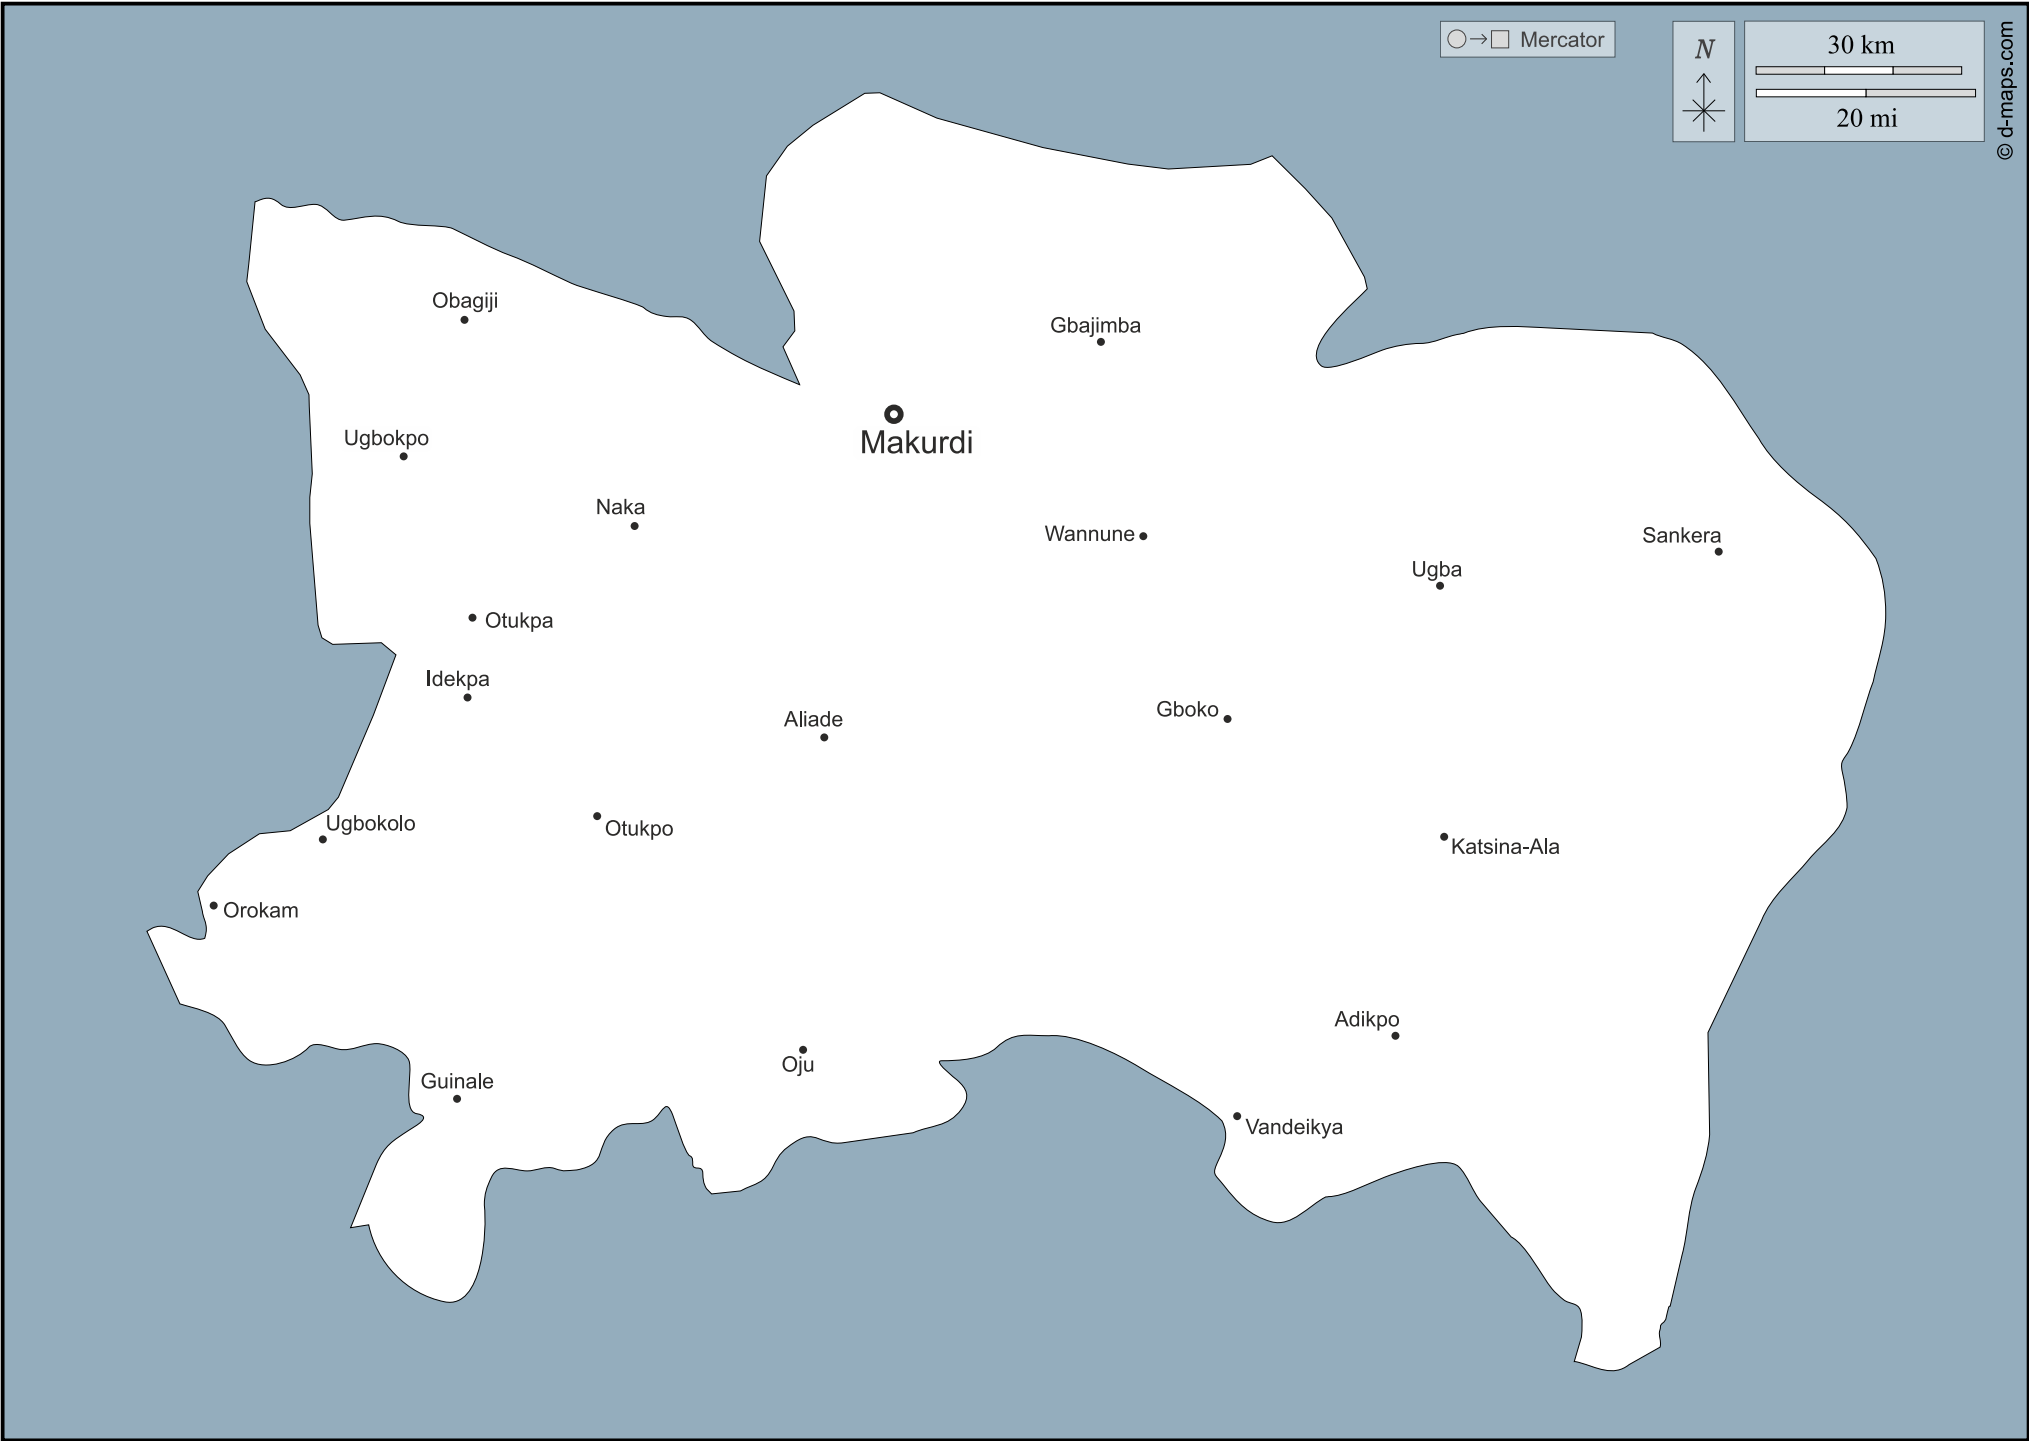 Mercator
N
30 km
20 mi
© d-maps.com
Obagiji
Gbajimba
Makurdi
Ugbokpo
Naka
Wannune
Sankera
Ugba
Otukpa
Idekpa
Gboko
Aliade
Ugbokolo
Otukpo
Katsina-Ala
Orokam
Adikpo
Oju
Guinale
Vandeikya